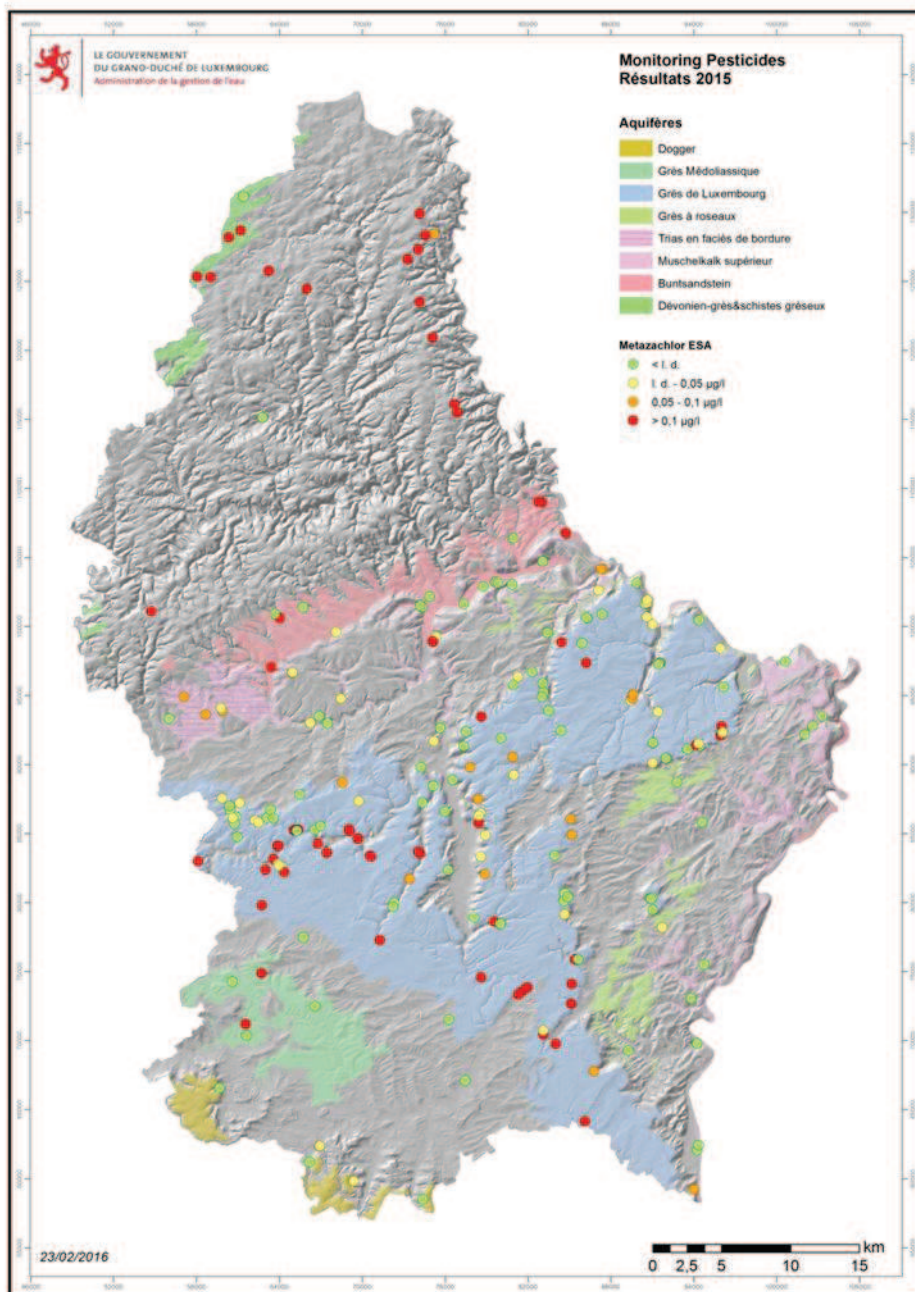 LE GOUVERNEMENT
DU GRAND-DUCHÉ DE LUXEMBOURG
Administration de la gestion de l'eau
Monitoring Pesticides
Résultats 2015
Aquifères
Dogger
Grès Médoliassique
Grès de Luxembourg
Grès à roseaux
Trias en faciès de bordure
Muschelkalk supérieur
Buntsandstein
Dévonien-grès&schistes gréseux
Metazachlor ESA
< l. d.
l. d. - 0,05 µg/l
0,05 - 0,1 µg/l
> 0,1 µg/l
23/02/2016
km
0 2,5 5 10 15